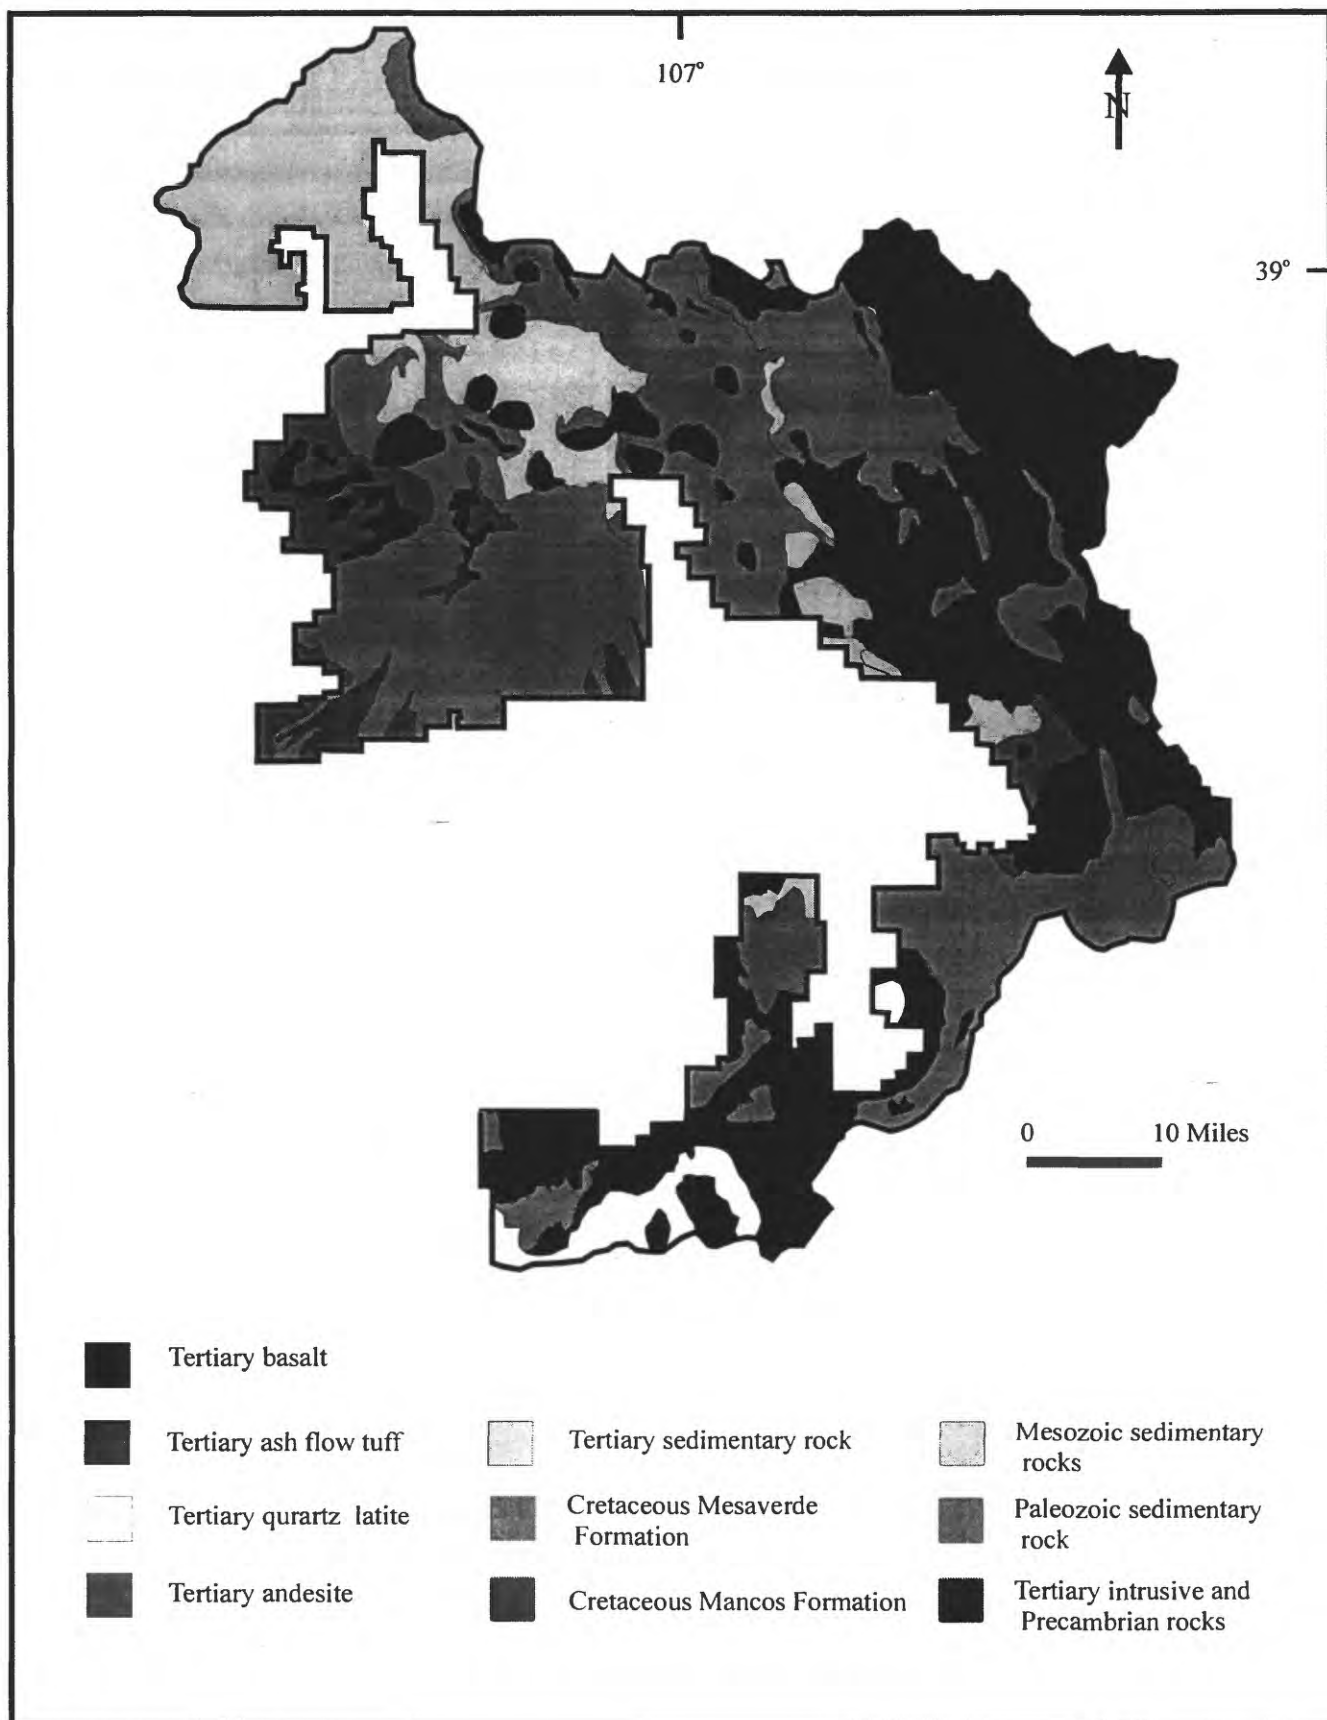 107°
N
39°
0 10 Miles
Tertiary basalt
Tertiary ash flow tuff
Tertiary qurartz latite
Tertiary andesite
Tertiary sedimentary rock
Cretaceous Mesaverde
Formation
Cretaceous Mancos Formation
Mesozoic sedimentary
rocks
Paleozoic sedimentary
rock
Tertiary intrusive and
Precambrian rocks